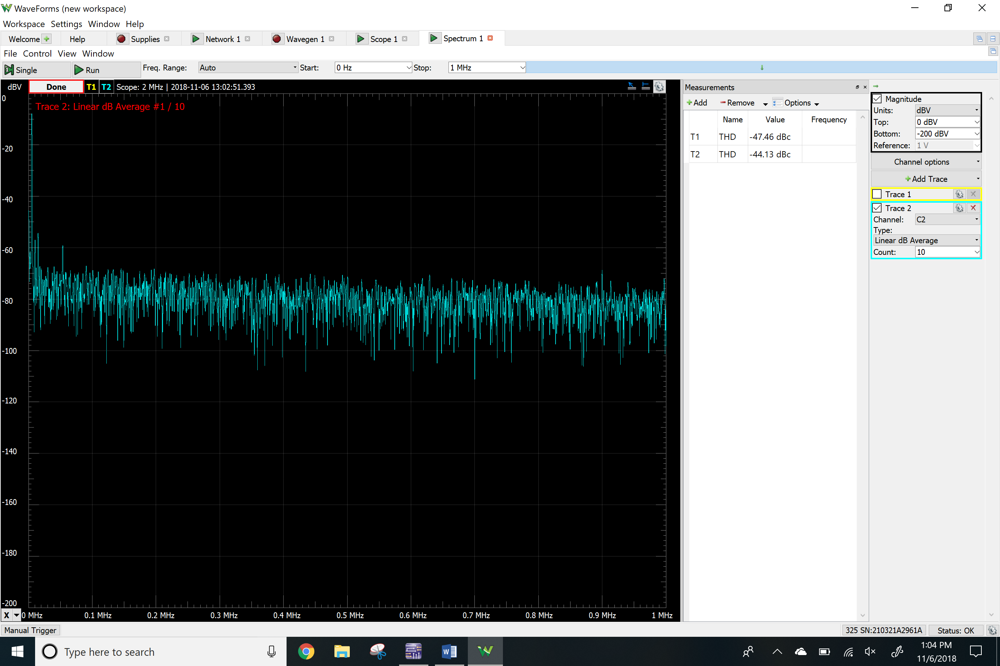 WaveForms (new workspace)
Workspace Settings Window Help
Welcome Help Supplies Network 1 Wavegen 1 Scope 1 Spectrum 1
File Control View Window
Single Run Freq. Range: Auto Start: 0 Hz Stop: 1 MHz
dBV Done T1 T2 Scope: 2 MHz | 2018-11-06 13:02:51.393
Trace 2: Linear dB Average #1 / 10
0
-20
-40
-60
-80
-100
-120
-140
-160
-180
-200
X 0 MHz 0.1 MHz 0.2 MHz 0.3 MHz 0.4 MHz 0.5 MHz 0.6 MHz 0.7 MHz 0.8 MHz 0.9 MHz 1 MHz
Measurements
Add Remove Options
Name Value Frequency
T1 THD -47.46 dBc
T2 THD -44.13 dBc
Magnitude
Units: dBV
Top: 0 dBV
Bottom: -200 dBV
Reference: 1 V
Channel options
Add Trace
Trace 1
Trace 2
Channel: C2
Type:
Linear dB Average
Count: 10
Manual Trigger 325 SN:210321A2961A Status: OK
Type here to search
1:04 PM
11/6/2018